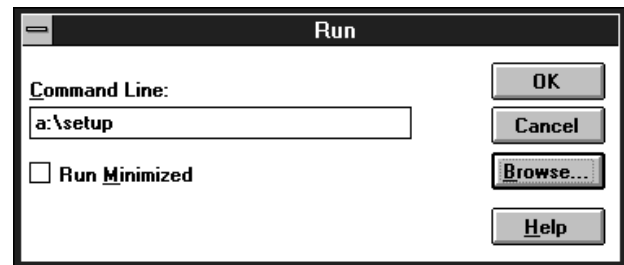 Run
Command Line:
a:\setup
Run Minimized
OK
Cancel
Browse...
Help